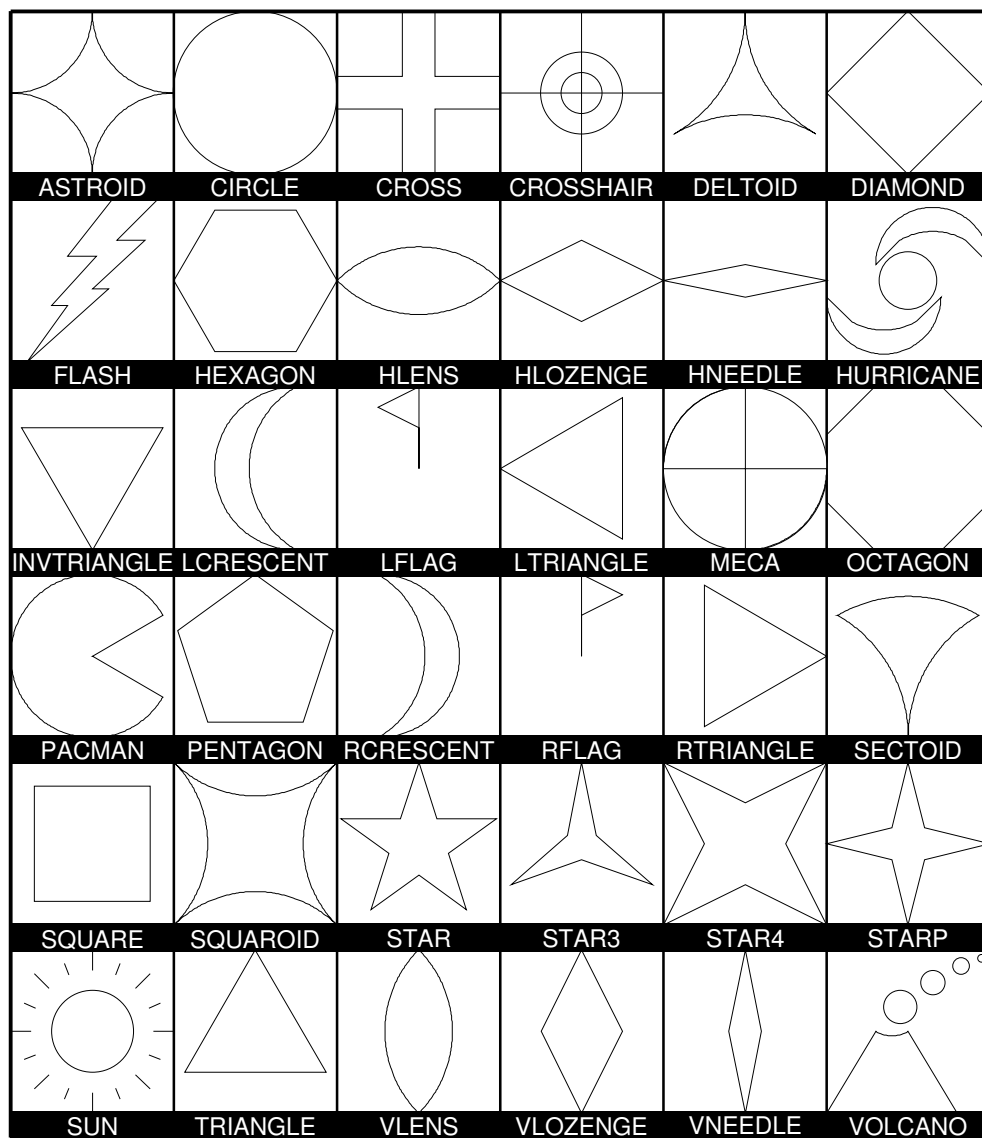 ASTROID CIRCLE CROSS CROSSHAIR DELTOID DIAMOND
FLASH HEXAGON HLENS HLOZENGE HNEEDLE HURRICANE
INVTRIANGLE LCRESCENT LFLAG LTRIANGLE MECA OCTAGON
PACMAN PENTAGON RCRESCENT RFLAG RTRIANGLE SECTOID
SQUARE SQUAROID STAR STAR3 STAR4 STARP
SUN TRIANGLE VLENS VLOZENGE VNEEDLE VOLCANO